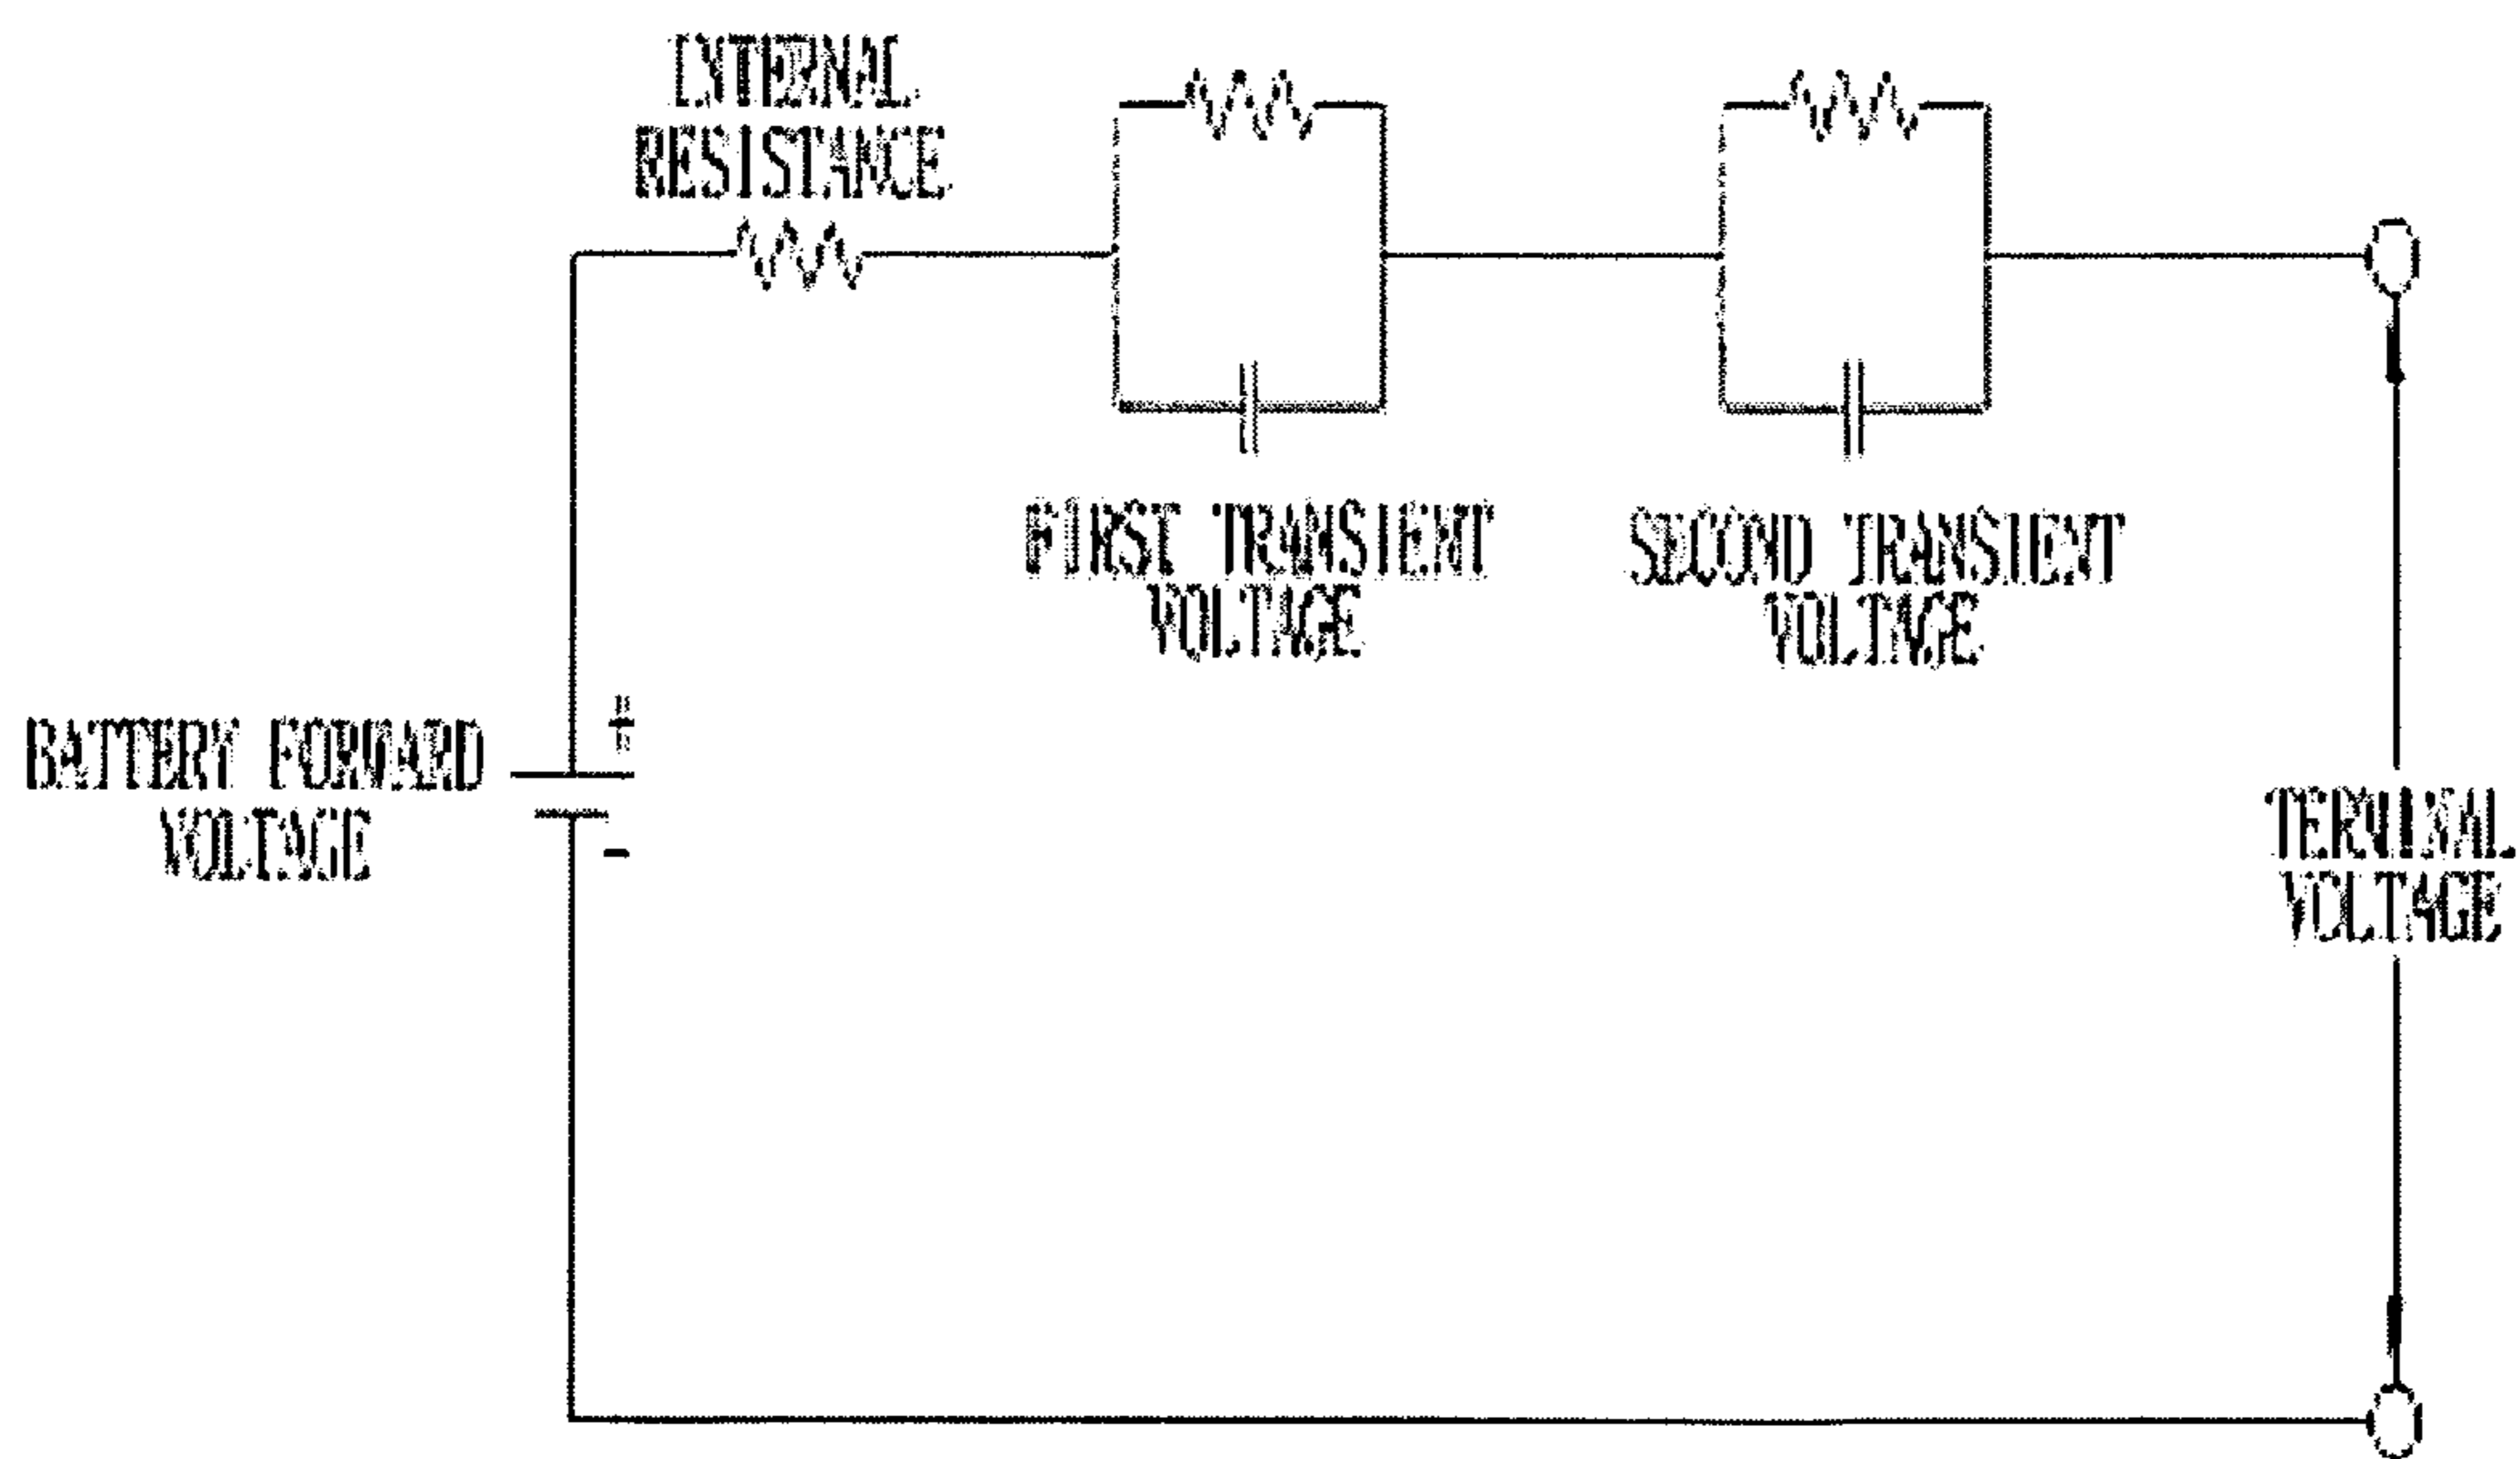 INTERNAL
RESISTANCE
FIRST TRANSIENT
VOLTAGE
SECOND TRANSIENT
VOLTAGE
BATTERY FORWARD
VOLTAGE
+
-
TERMINAL
VOLTAGE